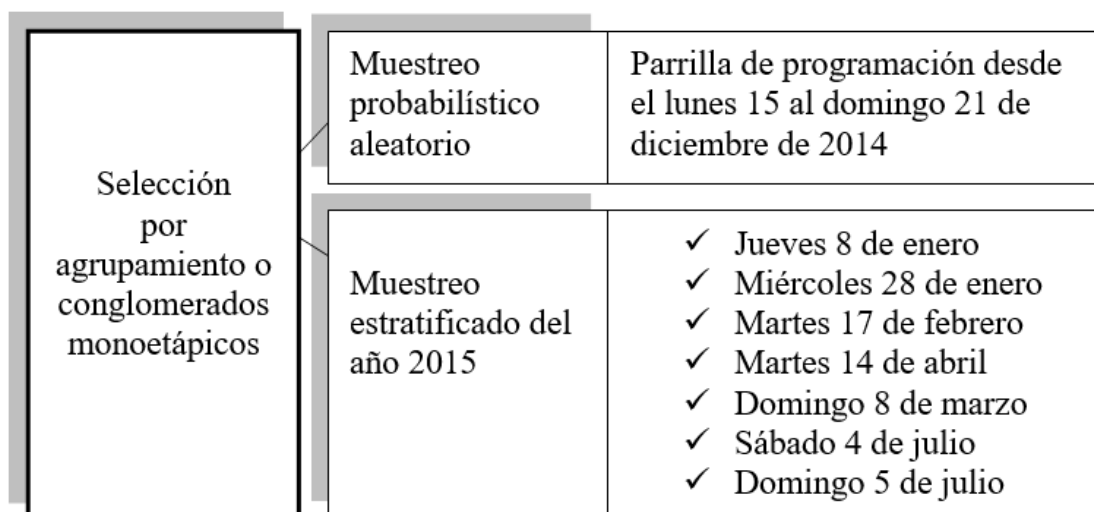 Selección
por
agrupamiento o
conglomerados
monoetápicos
Muestreo
probabilístico
aleatorio
Parrilla de programación desde
el lunes 15 al domingo 21 de
diciembre de 2014
Muestreo
estratificado del
año 2015
✓ Jueves 8 de enero
✓ Miércoles 28 de enero
✓ Martes 17 de febrero
✓ Martes 14 de abril
✓ Domingo 8 de marzo
✓ Sábado 4 de julio
✓ Domingo 5 de julio